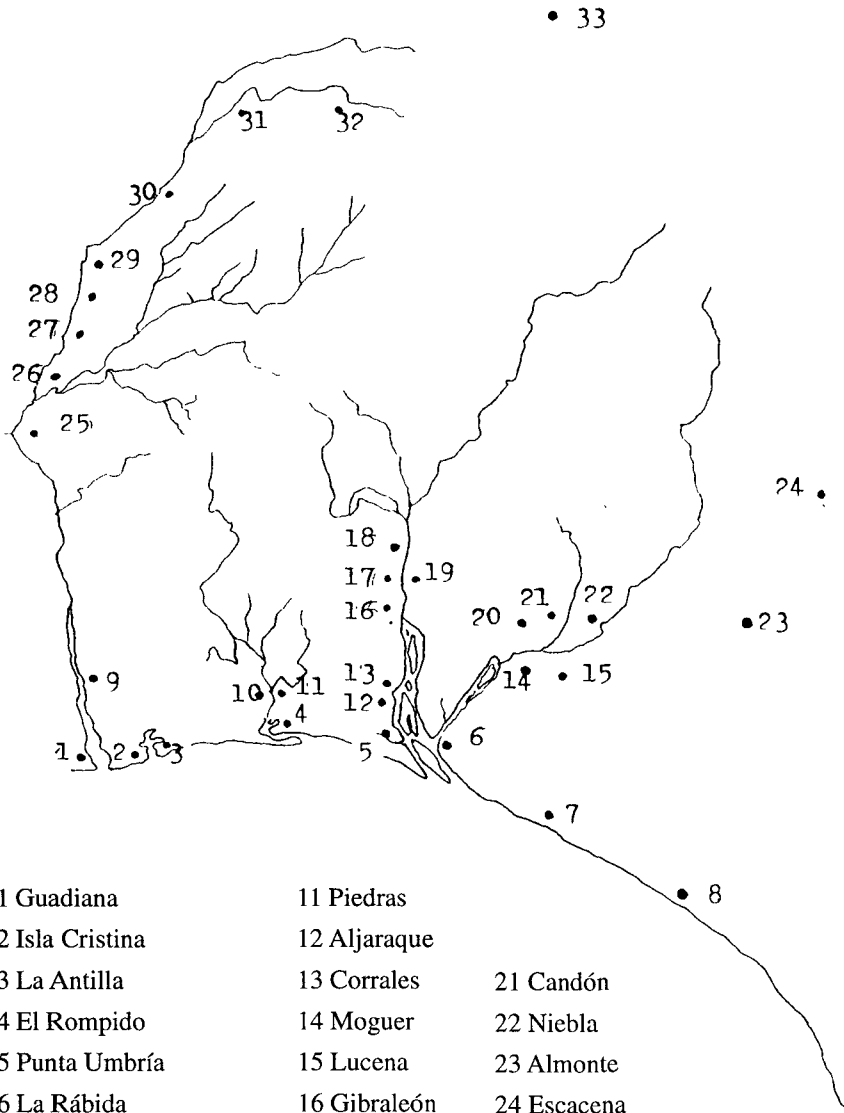 33
31
32
30
29
28
27
26
25
24
18
17
19
16
20
21
22
23
13
14
15
9
10
11
12
4
1
2
3
5
6
7
8
1 Guadiana
2 Isla Cristina
3 La Antilla
4 El Rompido
5 Punta Umbría
6 La Rábida
11 Piedras
12 Aljaraque
13 Corrales
14 Moguer
15 Lucena
16 Gibraleón
21 Candón
22 Niebla
23 Almonte
24 Escacena